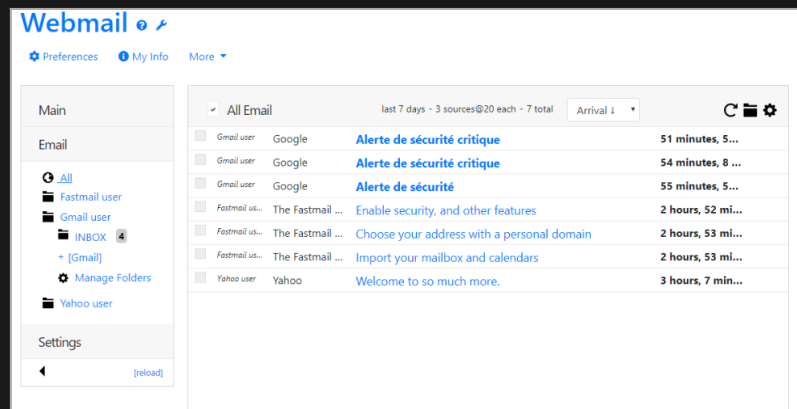 Webmail
Preferences My Info More
Main
Email
All
Fastmail user
Gmail user
INBOX 4
+ [Gmail]
Manage Folders
Yahoo user
Settings
[reload]
All Email last 7 days - 3 sources@20 each - 7 total Arrival ↓
Gmail user Google Alerte de sécurité critique 51 minutes, 5...
Gmail user Google Alerte de sécurité critique 54 minutes, 8 ...
Gmail user Google Alerte de sécurité 55 minutes, 5...
Fastmail us... The Fastmail ... Enable security, and other features 2 hours, 52 mi...
Fastmail us... The Fastmail ... Choose your address with a personal domain 2 hours, 53 mi...
Fastmail us... The Fastmail ... Import your mailbox and calendars 2 hours, 53 mi...
Yahoo user Yahoo Welcome to so much more. 3 hours, 7 min...